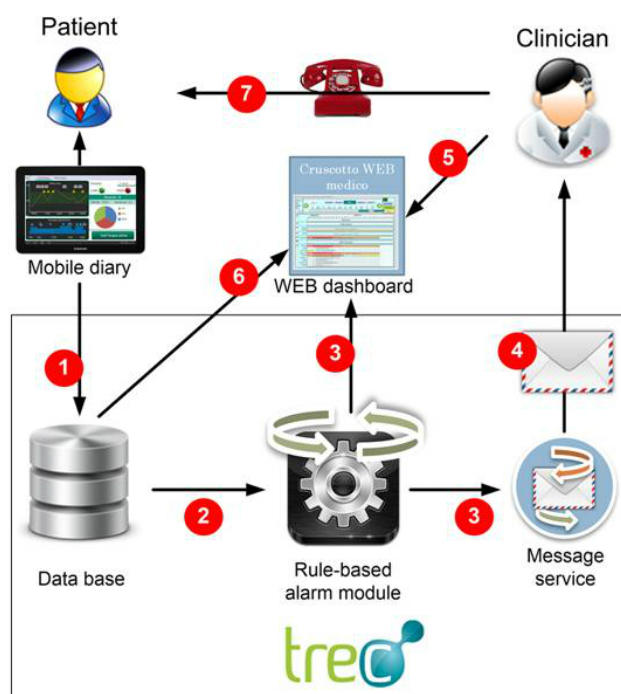 Patient
Clinician
7
5
Cruscotto WEB
medico
Mobile diary
6
WEB dashboard
1
3
4
2
3
Data base
Rule-based
alarm module
Message
service
trec